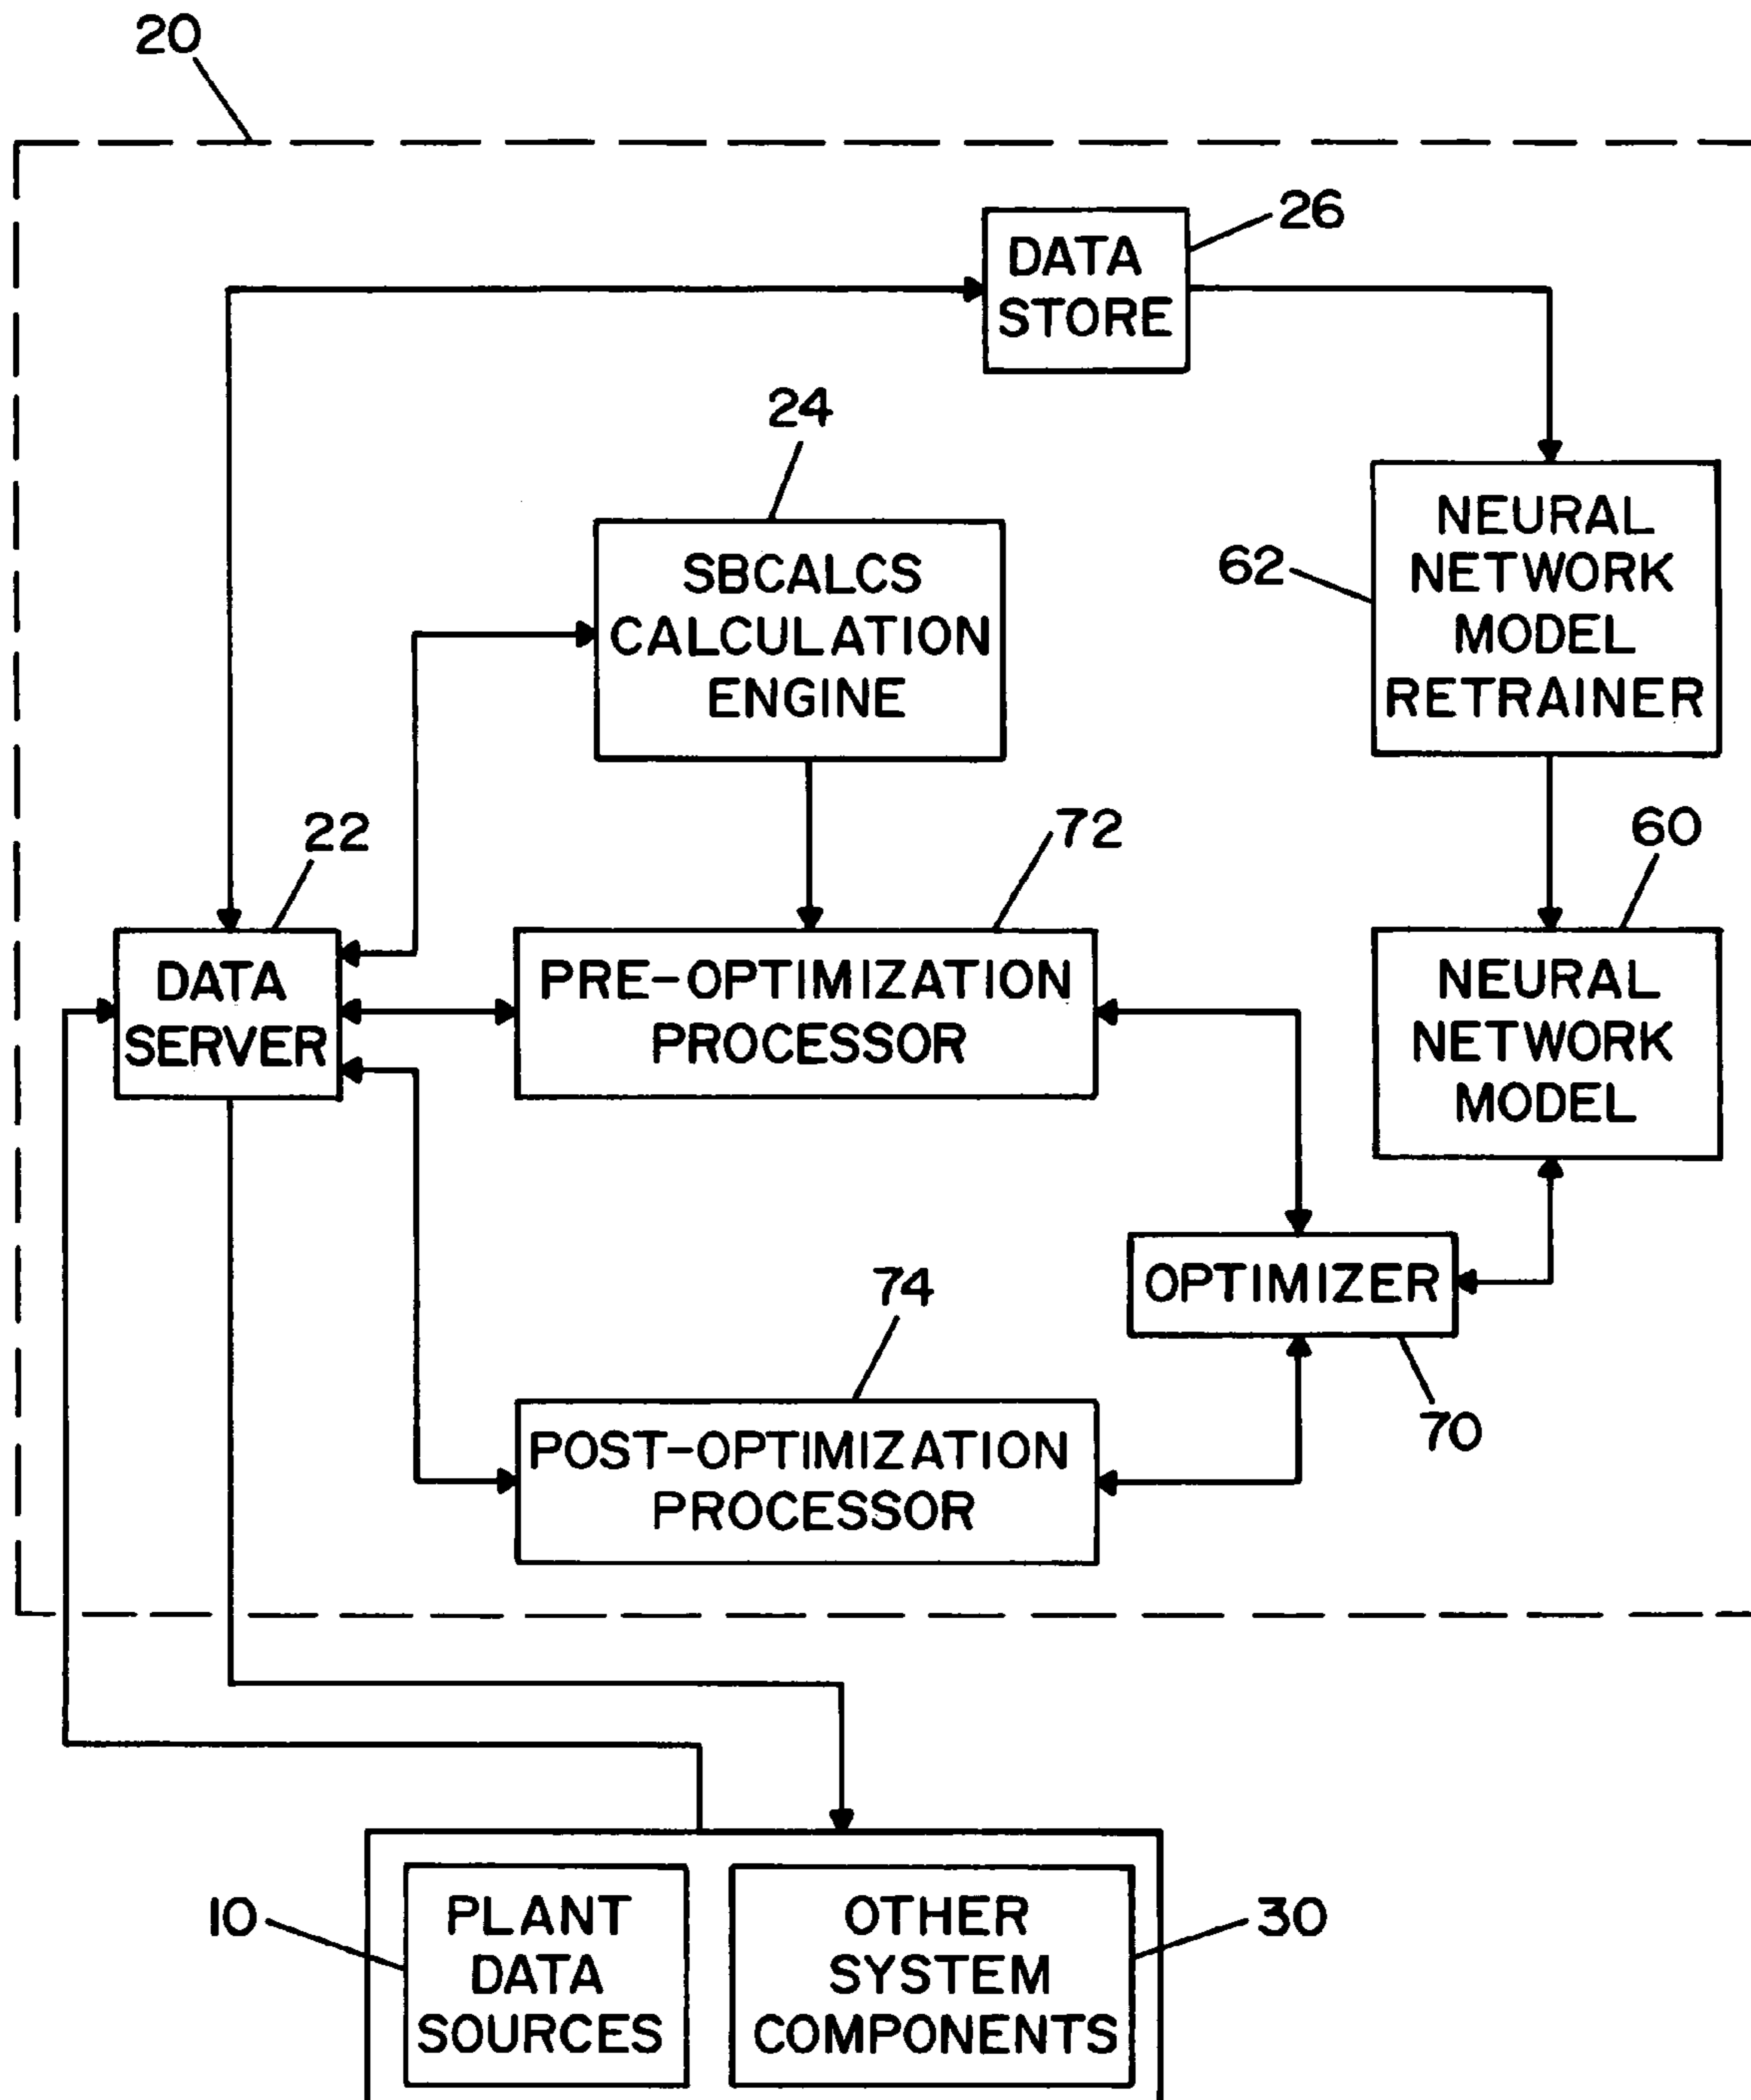 20
26
DATA
STORE
24
SBCALCS
CALCULATION
ENGINE
62
NEURAL
NETWORK
MODEL
RETRAINER
22
72
60
DATA
SERVER
PRE-OPTIMIZATION
PROCESSOR
NEURAL
NETWORK
MODEL
OPTIMIZER
70
74
POST-OPTIMIZATION
PROCESSOR
10
PLANT
DATA
SOURCES
OTHER
SYSTEM
COMPONENTS
30